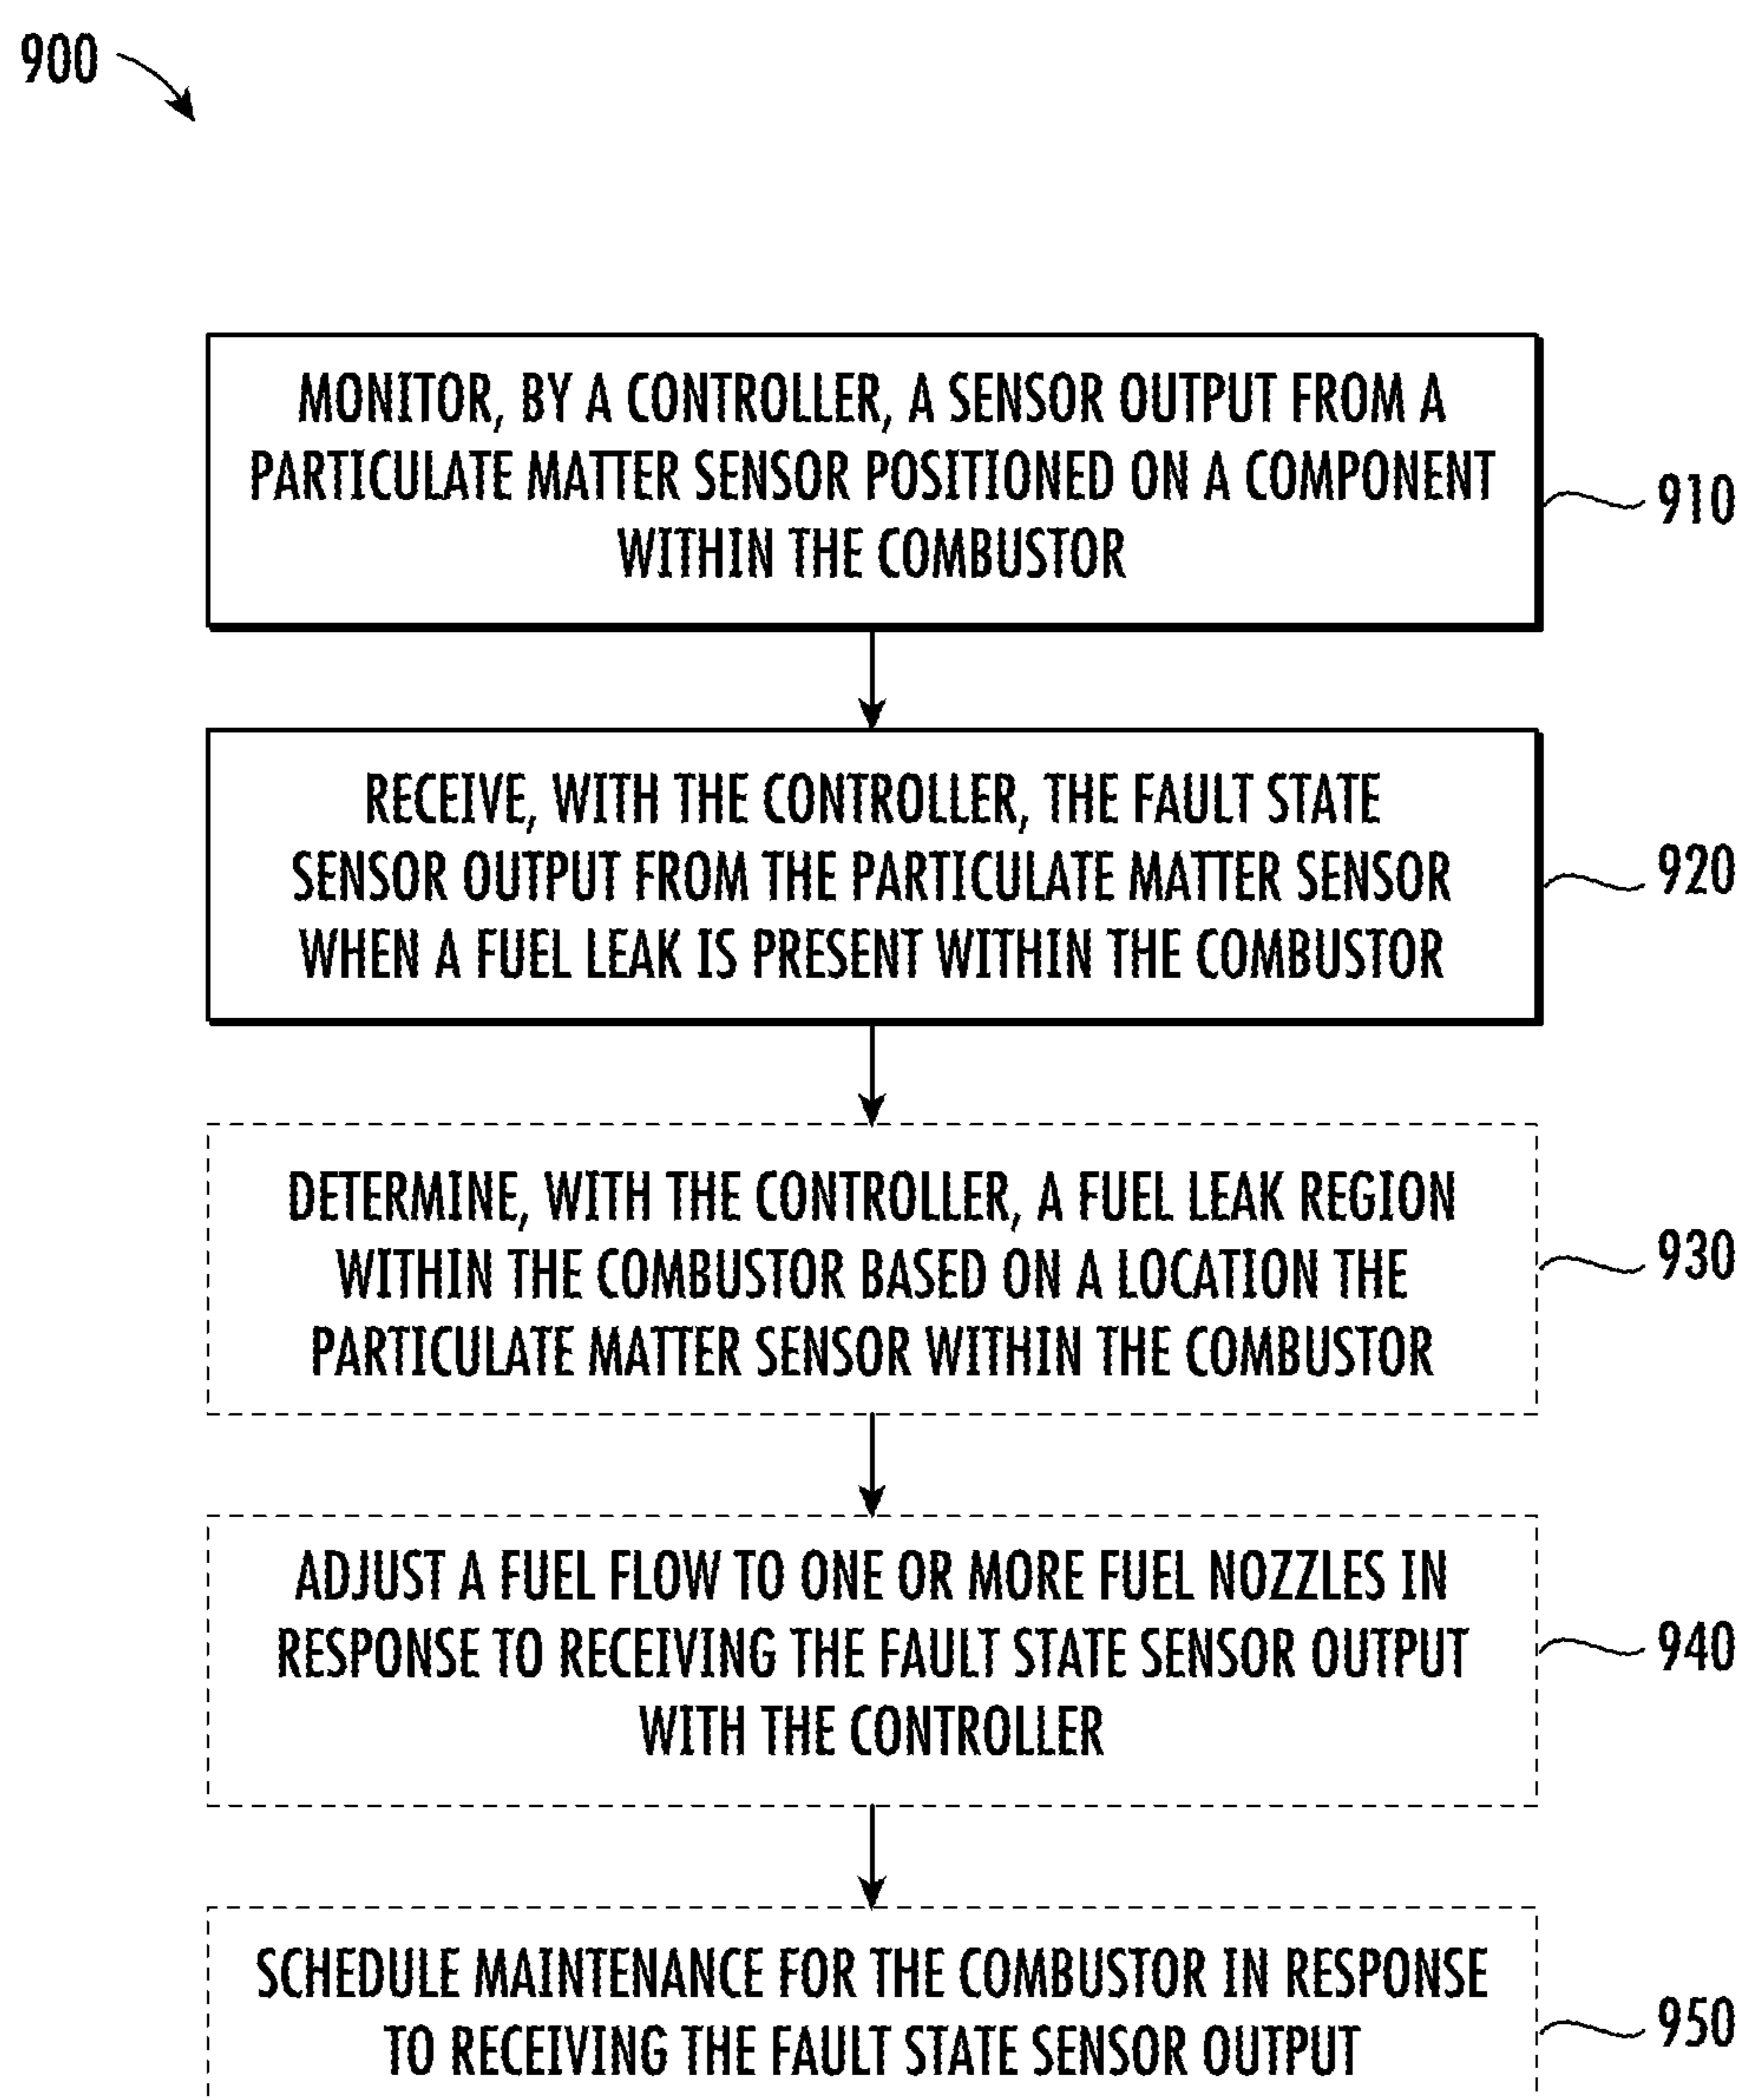 900
MONITOR, BY A CONTROLLER, A SENSOR OUTPUT FROM A
PARTICULATE MATTER SENSOR POSITIONED ON A COMPONENT
WITHIN THE COMBUSTOR
910
RECEIVE, WITH THE CONTROLLER, THE FAULT STATE
SENSOR OUTPUT FROM THE PARTICULATE MATTER SENSOR
WHEN A FUEL LEAK IS PRESENT WITHIN THE COMBUSTOR
920
DETERMINE, WITH THE CONTROLLER, A FUEL LEAK REGION
WITHIN THE COMBUSTOR BASED ON A LOCATION THE
PARTICULATE MATTER SENSOR WITHIN THE COMBUSTOR
930
ADJUST A FUEL FLOW TO ONE OR MORE FUEL NOZZLES IN
RESPONSE TO RECEIVING THE FAULT STATE SENSOR OUTPUT
WITH THE CONTROLLER
940
SCHEDULE MAINTENANCE FOR THE COMBUSTOR IN RESPONSE
TO RECEIVING THE FAULT STATE SENSOR OUTPUT
950